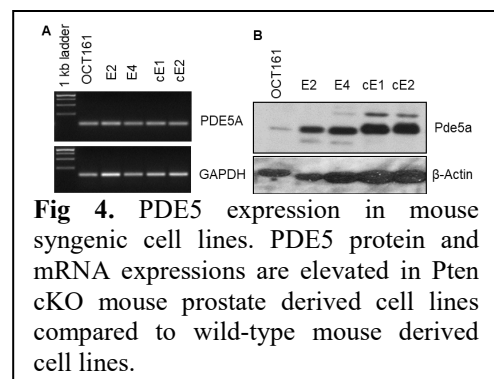 A
B
1 kb ladder
OCT161
E2
E4
cE1
cE2
PDE5A
GAPDH
OCT161
E2
E4
cE1
cE2
Pde5a
β-Actin
Fig 4. PDE5 expression in mouse
syngenic cell lines. PDE5 protein and
mRNA expressions are elevated in Pten
cKO mouse prostate derived cell lines
compared to wild-type mouse derived
cell lines.